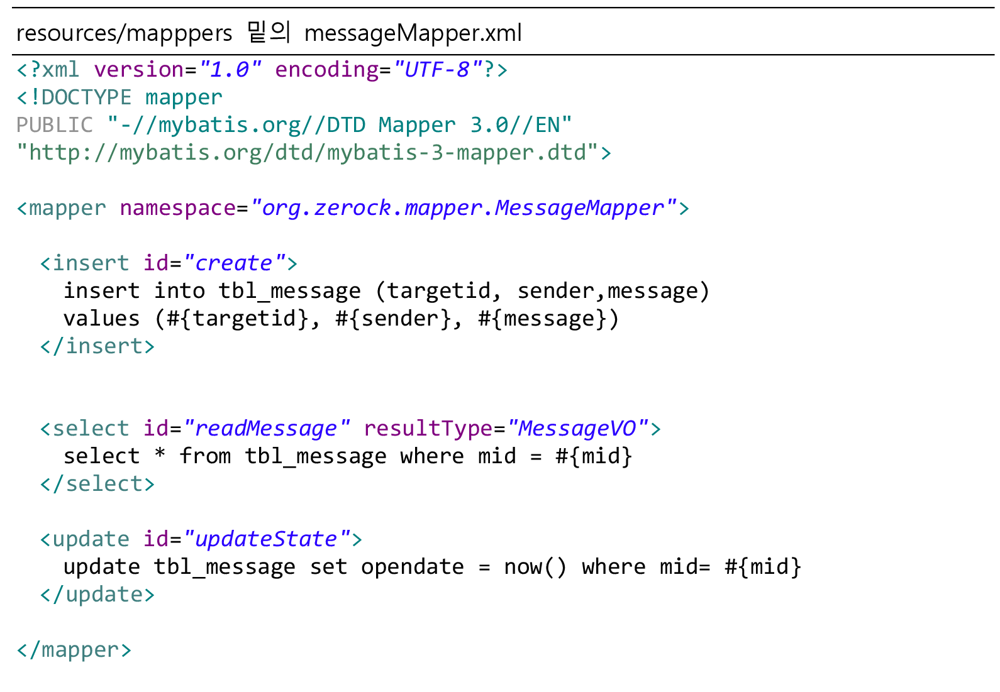 resources/mapppers 밑의 messageMapper.xml
<?xml version="1.0" encoding="UTF-8"?>
<!DOCTYPE mapper
PUBLIC "-//mybatis.org//DTD Mapper 3.0//EN"
"http://mybatis.org/dtd/mybatis-3-mapper.dtd">
<mapper namespace="org.zerock.mapper.MessageMapper">
<insert id="create">
insert into tbl_message (targetid, sender,message)
values (#{targetid}, #{sender}, #{message})
</insert>
<select id="readMessage" resultType="MessageVO">
select * from tbl_message where mid = #{mid}
</select>
<update id="updateState">
update tbl_message set opendate = now() where mid= #{mid}
</update>
</mapper>